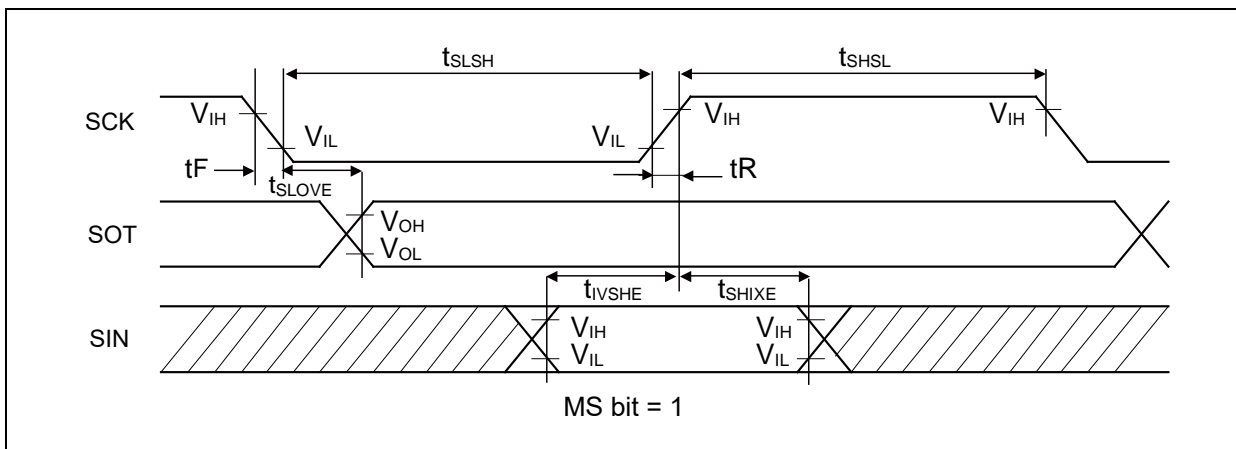 tSLSH
tSHSL
SCK
VIH
VIL
VIL
VIH
VIH
tF
tSLOVE
tR
SOT
VOH
VOL
tIVSHE
tSHIXE
SIN
VIH
VIL
VIH
VIL
MS bit = 1